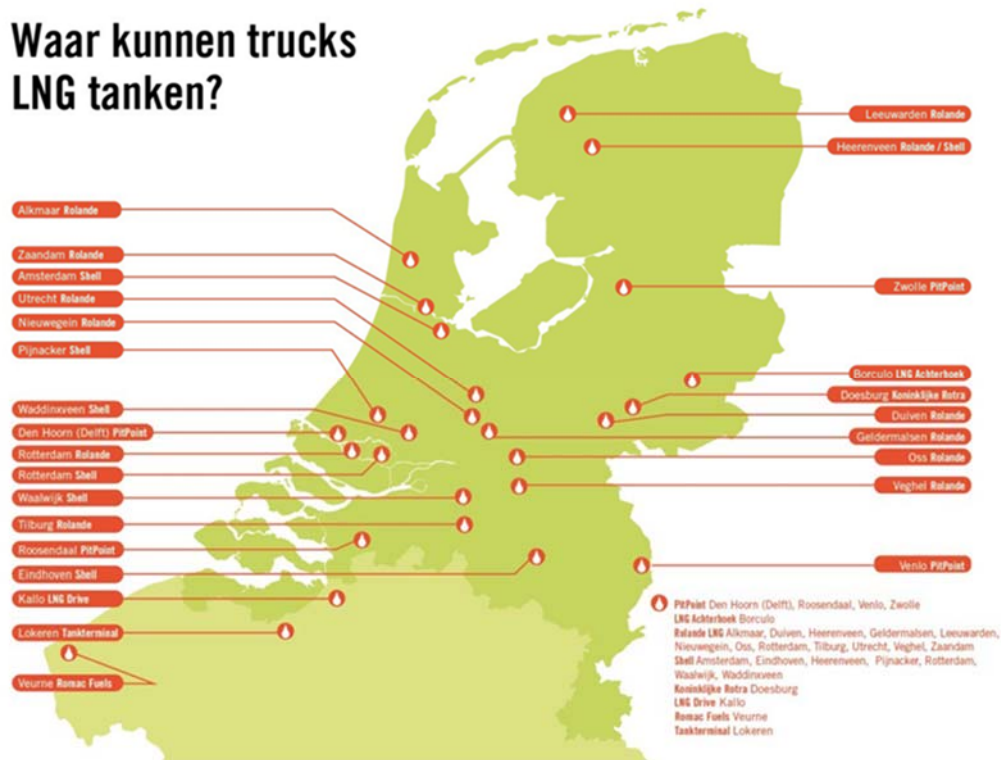 Waar kunnen trucks
LNG tanken?
Leeuwarden Rolande
Heerenveen Rolande / Shell
Alkmaar Rolande
Zaandam Rolande
Amsterdam Shell
Utrecht Rolande
Nieuwegein Rolande
Pijnacker Shell
Waddinxveen Shell
Den Hoorn (Delft) PitPoint
Rotterdam Rolande
Rotterdam Shell
Waalwijk Shell
Tilburg Rolande
Roosendaal PitPoint
Eindhoven Shell
Kallo LNG Drive
Lokeren Tankterminal
Veurne Romac Fuels
Zwolle PitPoint
Borculo LNG Achterhoek
Doesburg Koninklijke Rotra
Duiven Rolande
Geldermalsen Rolande
Oss Rolande
Veghel Rolande
Venlo PitPoint
PitPoint Den Hoorn (Delft), Roosendaal, Venlo, Zwolle
LNG Achterhoek Borculo
Rolande LNG Alkmaar, Duiven, Heerenveen, Geldermalsen, Leeuwarden,
Nieuwegein, Oss, Rotterdam, Tilburg, Utrecht, Veghel, Zaandam
Shell Amsterdam, Eindhoven, Heerenveen, Pijnacker, Rotterdam,
Waalwijk, Waddinxveen
Koninklijke Rotra Doesburg
LNG Drive Kallo
Romac Fuels Veurne
Tankterminal Lokeren